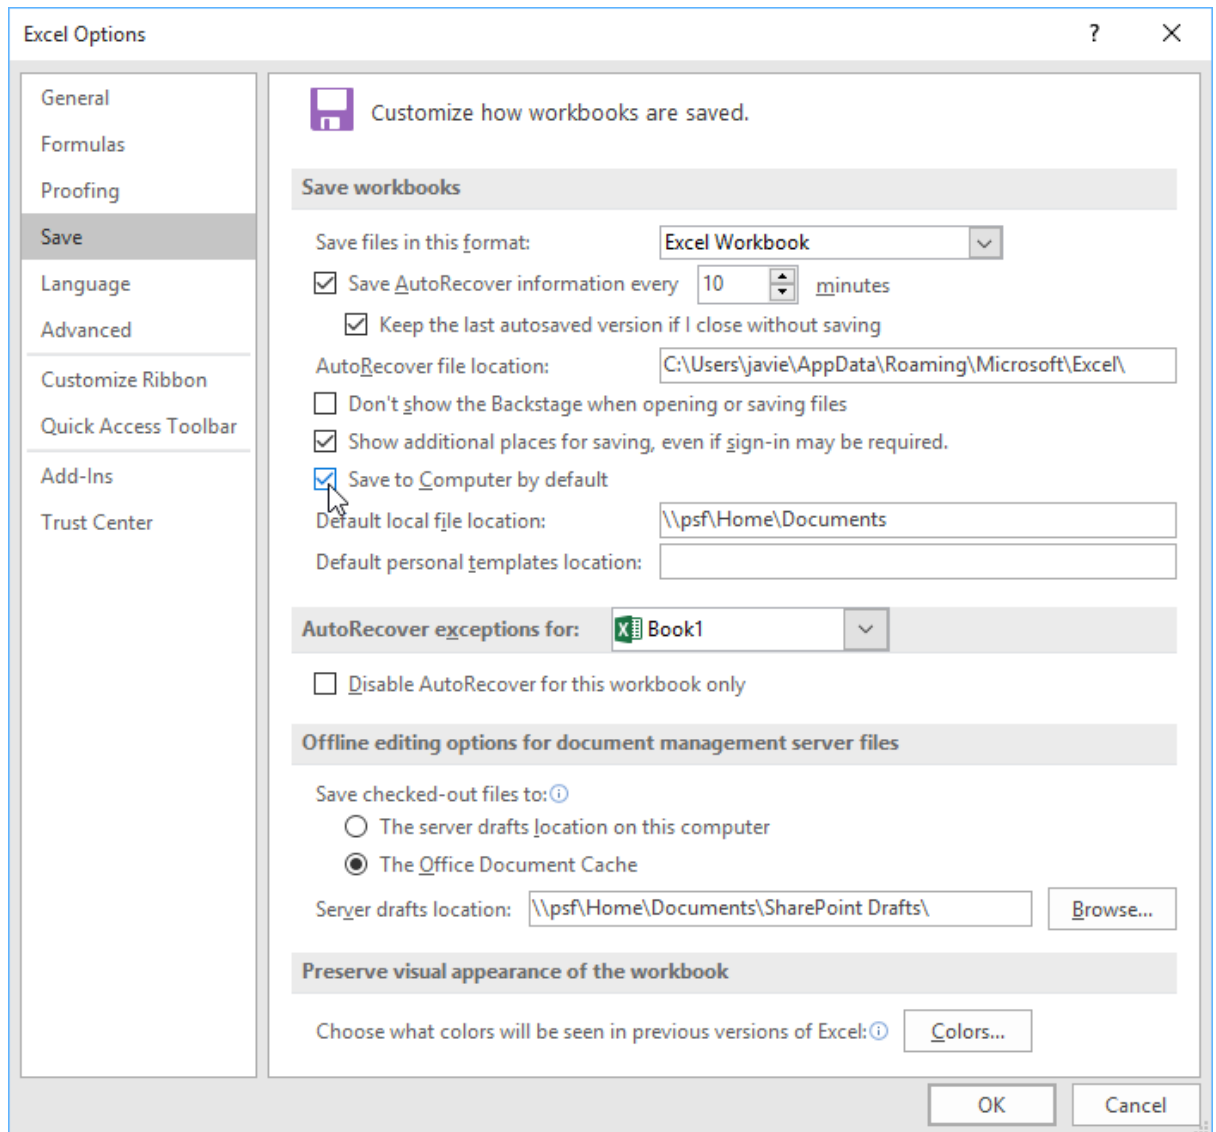 Excel Options ?
General
Formulas
Proofing
Save
Language
Advanced
Customize Ribbon
Quick Access Toolbar
Add-Ins
Trust Center
Customize how workbooks are saved.
Save workbooks
Save files in this format: Excel Workbook
Save AutoRecover information every 10 minutes
Keep the last autosaved version if I close without saving
AutoRecover file location: C:\Users\javie\AppData\Roaming\Microsoft\Excel\
Don't show the Backstage when opening or saving files
Show additional places for saving, even if sign-in may be required.
Save to Computer by default
Default local file location: \\psf\Home\Documents
Default personal templates location:
AutoRecover exceptions for: Book1
Disable AutoRecover for this workbook only
Offline editing options for document management server files
Save checked-out files to:
The server drafts location on this computer
The Office Document Cache
Server drafts location: \\psf\Home\Documents\SharePoint Drafts\ Browse...
Preserve visual appearance of the workbook
Choose what colors will be seen in previous versions of Excel: Colors...
OK Cancel